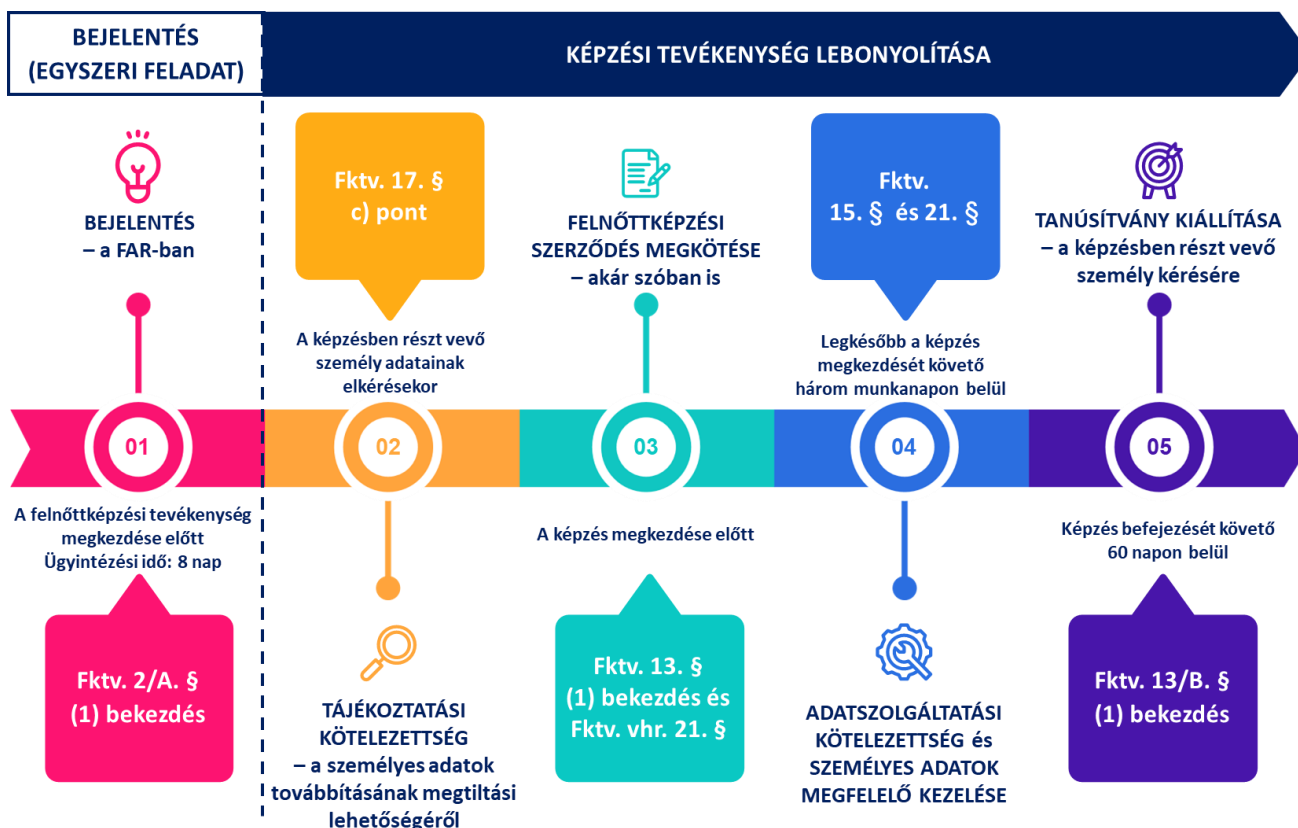 BEJELENTÉS
(EGYSZERI FELADAT)
KÉPZÉSI TEVÉKENYSÉG LEBONYOLÍTÁSA
BEJELENTÉS
– a FAR-ban
01
A felnőttképzési tevékenység
megkezdése előtt
Ügyintézési idő: 8 nap
Fktv. 2/A. §
(1) bekezdés
Fktv. 17. §
c) pont
A képzésben részt vevő
személy adatainak
elkérésekor
02
TÁJÉKOZTATÁSI
KÖTELEZETTSÉG
– a személyes adatok
továbbításának megtiltási
lehetőségéről
FELNŐTTKÉPZÉSI
SZERZŐDÉS MEGKÖTÉSE
– akár szóban is
03
A képzés megkezdése előtt
Fktv. 13. §
(1) bekezdés és
Fktv. vhr. 21. §
Fktv.
15. § és 21. §
Legkésőbb a képzés
megkezdését követő
három munkanapon belül
04
ADATSZOLGÁLTATÁSI
KÖTELEZETTSÉG és
SZEMÉLYES ADATOK
MEGFELELŐ KEZELÉSE
TANÚSÍTVÁNY KIÁLLÍTÁSA
– a képzésben részt vevő
személy kérésére
05
Képzés befejezését követő
60 napon belül
Fktv. 13/B. §
(1) bekezdés